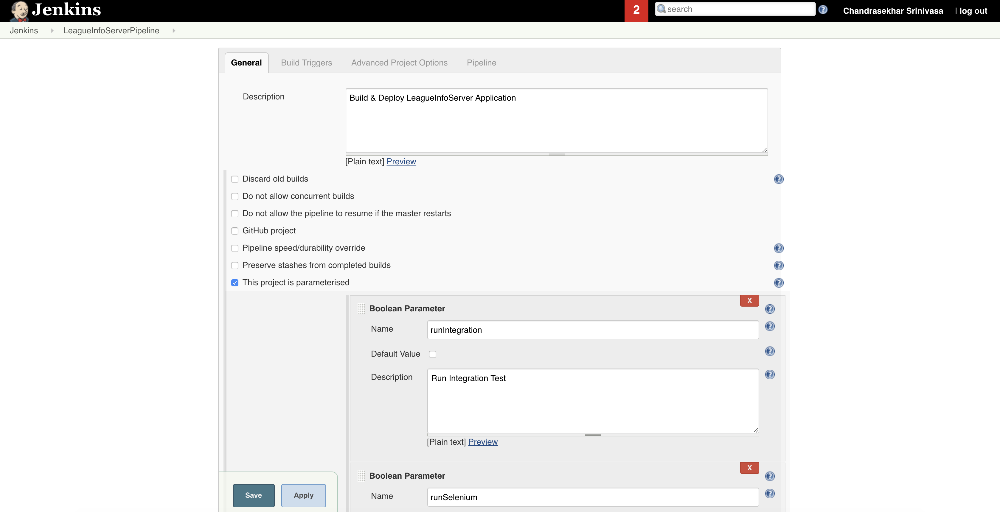 Jenkins
2
search
Chandrasekhar Srinivasa
| log out
Jenkins
LeagueInfoServerPipeline
General
Build Triggers
Advanced Project Options
Pipeline
Description
Build & Deploy LeagueInfoServer Application
[Plain text] Preview
Discard old builds
Do not allow concurrent builds
Do not allow the pipeline to resume if the master restarts
GitHub project
Pipeline speed/durability override
Preserve stashes from completed builds
This project is parameterised
X
Boolean Parameter
Name
runIntegration
Default Value
Description
Run Integration Test
[Plain text] Preview
X
Boolean Parameter
Name
runSelenium
Save
Apply